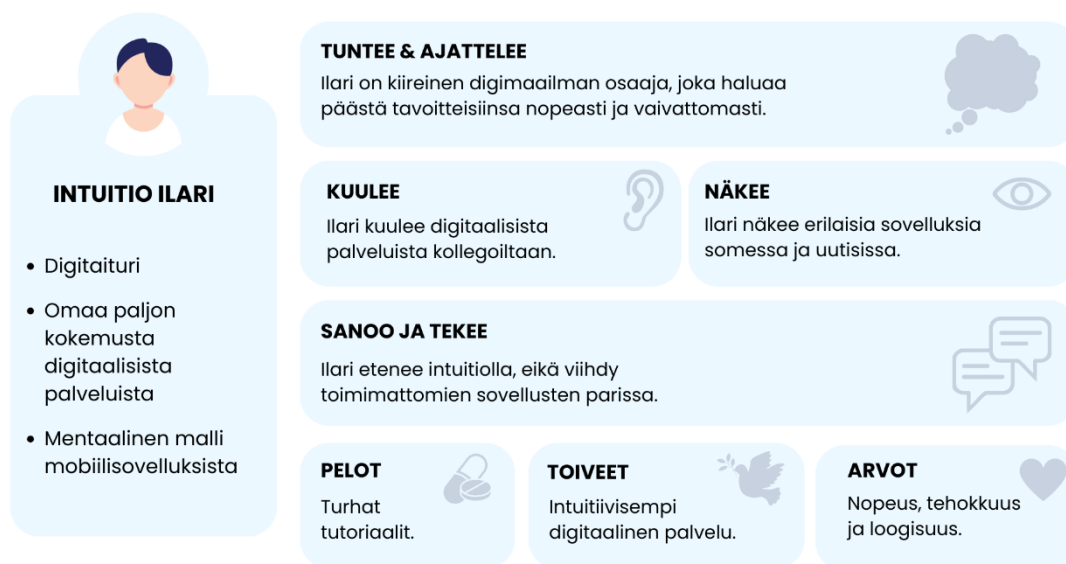 INTUITIO ILARI
• Digitaituri
• Omaa paljon
kokemusta
digitaalisista
palveluista
• Mentaalinen malli
mobiilisovelluksista
TUNTEE & AJATTELEE
Ilari on kiireinen digimaailman osaaja, joka haluaa
päästä tavoitteisiinsa nopeasti ja vaivattomasti.
KUULEE
Ilari kuulee digitaalisista
palveluista kollegoiltaan.
NÄKEE
Ilari näkee erilaisia sovelluksia
somessa ja uutisissa.
SANOO JA TEKEE
Ilari etenee intuitiolla, eikä viihdy
toimimattomien sovellusten parissa.
PELOT
Turhat
tutoriaalit.
TOIVEET
Intuitiivisempi
digitaalinen palvelu.
ARVOT
Nopeus, tehokkuus
ja loogisuus.